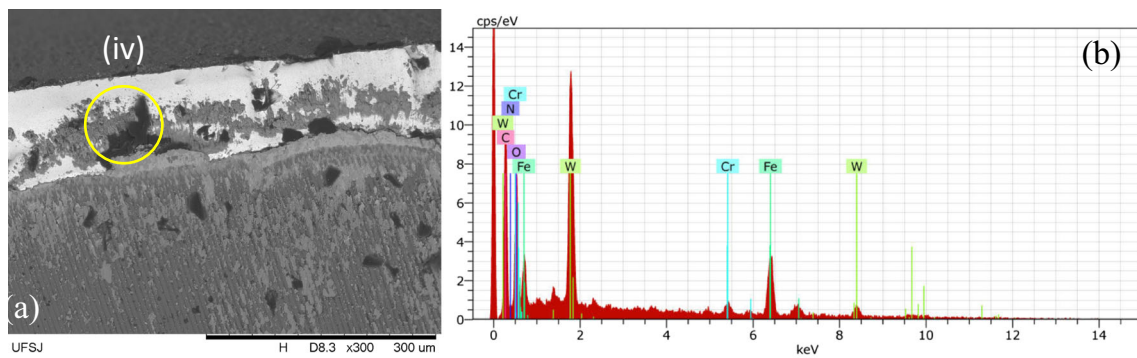 (iv)
(a)
UFSJ H D8.3 x300 300 um
cps/eV
(b)
14
12
10
8
6
4
2
0
Cr
N
W
C
O
Fe
W
Cr
Fe
W
0 2 4 6 8 10 12 14
keV